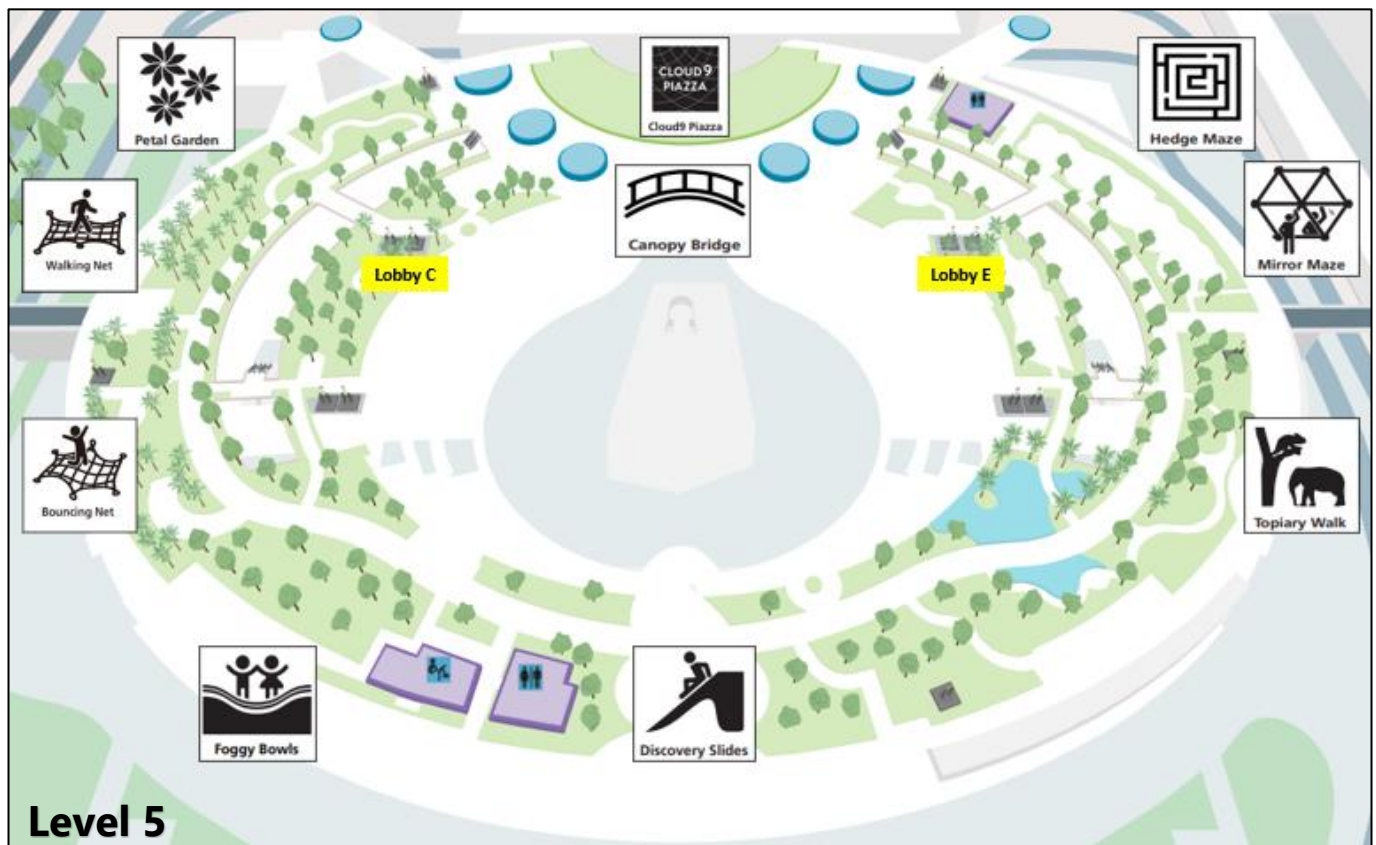 CLOUD9
PIAZZA
Cloud9 Piazza
Petal Garden
Hedge Maze
Walking Net
Canopy Bridge
Mirror Maze
Lobby C
Lobby E
Bouncing Net
Topiary Walk
Foggy Bowls
Discovery Slides
Level 5